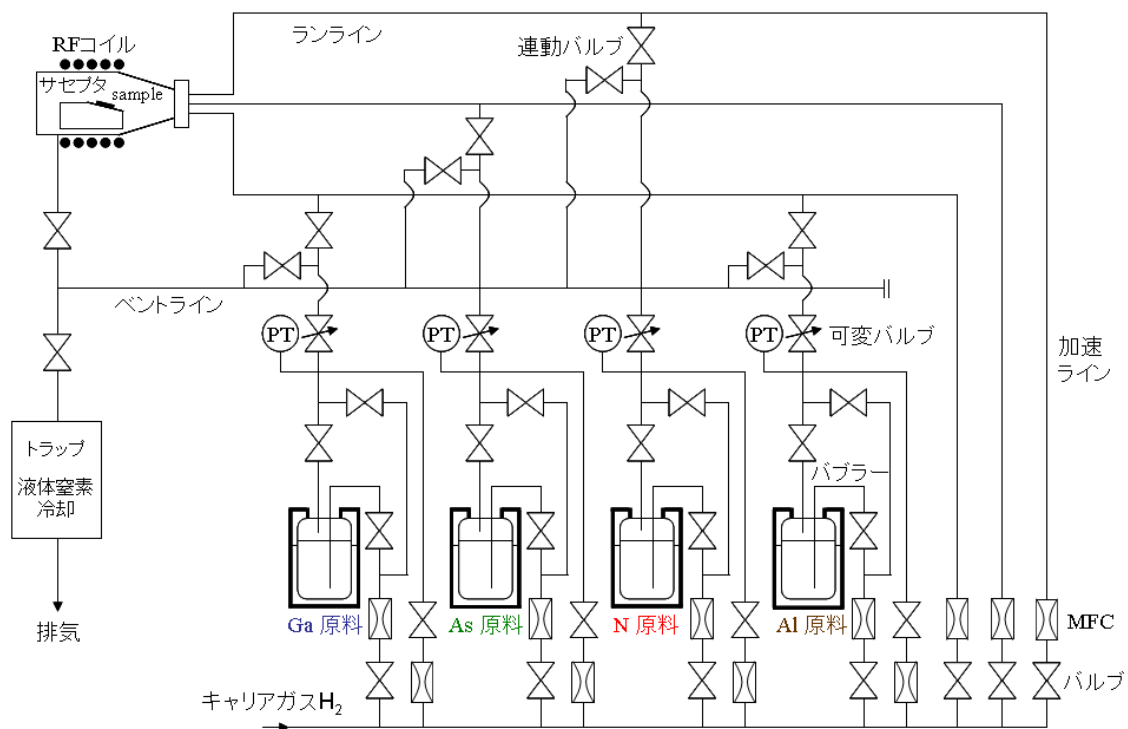 ランライン
連動バルブ
RFコイル
サセプタ
sample
ベントライン
PT
PT
PT
PT
可変バルブ
加速
ライン
トラップ
液体窒素
冷却
バブラー
排気
Ga 原料
As 原料
N 原料
Al 原料
MFC
バルブ
キャリアガスH₂